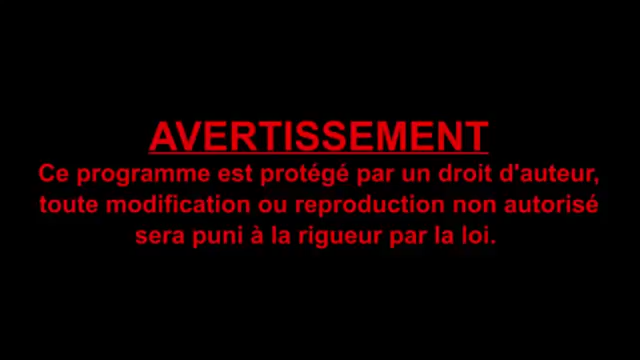 AVERTISSEMENT
Ce programme est protégé par un droit d'auteur,
toute modification ou reproduction non autorisé
sera puni à la rigueur par la loi.